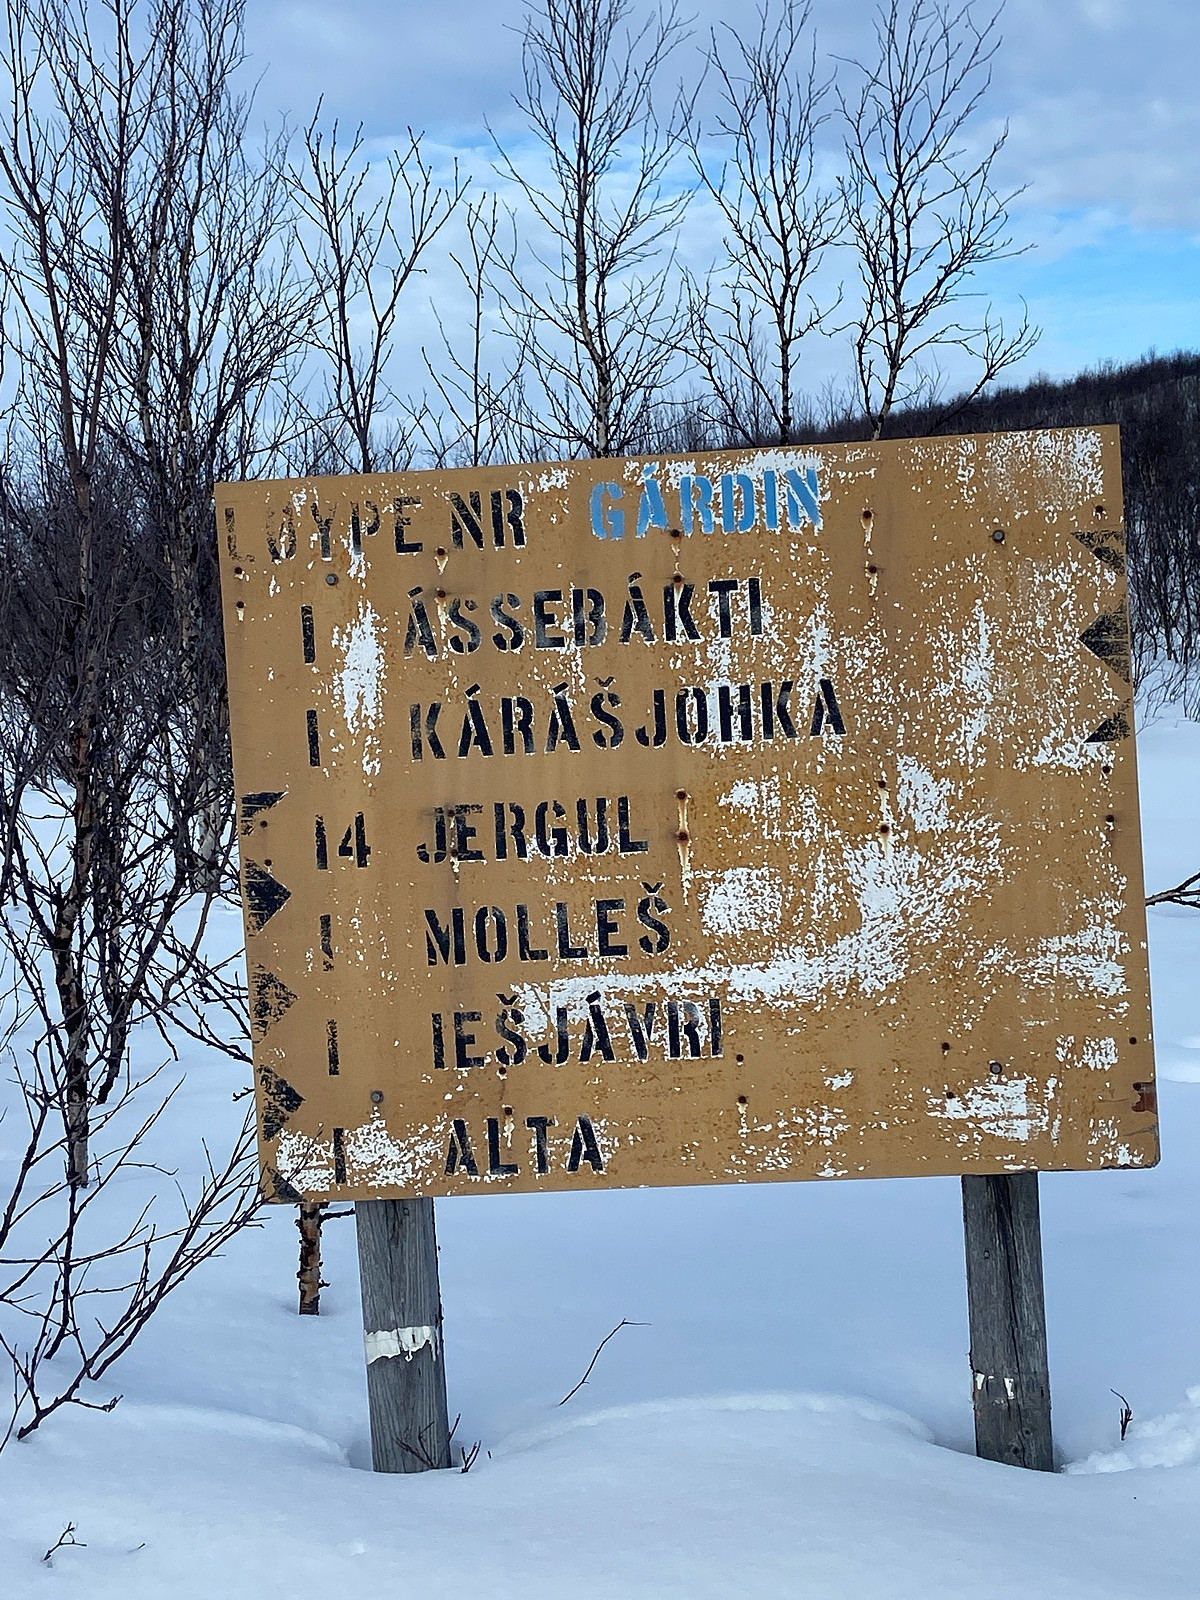 LØYPE NR GÁRDIN
1 ÁSSEBÁKTI
1 KÁRÁŠJOHKA
14 JERGUL
1 MOLLEŠ
1 IEŠJÁVRI
1 ALTA